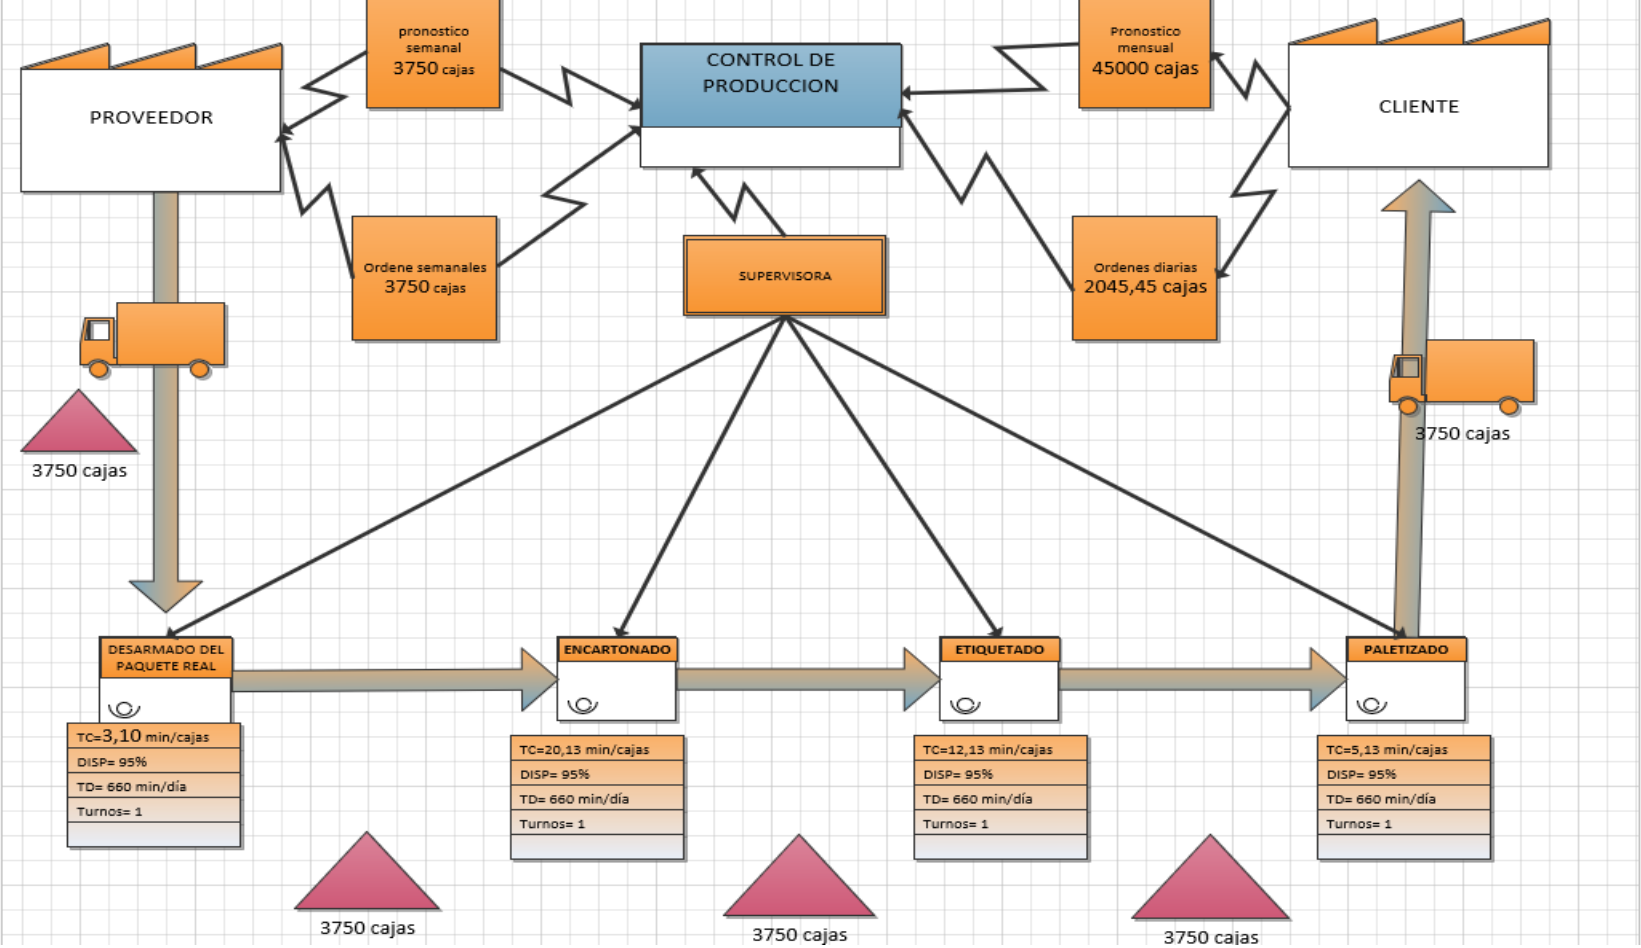 PROVEEDOR
pronostico
semanal
3750 cajas
CONTROL DE
PRODUCCION
Pronostico
mensual
45000 cajas
CLIENTE
Ordene semanales
3750 cajas
SUPERVISORA
Ordenes diarias
2045,45 cajas
3750 cajas
3750 cajas
DESARMADO DEL
PAQUETE REAL
TC=3,10 min/cajas
DISP= 95%
TD= 660 min/día
Turnos= 1
ENCARTONADO
TC=20,13 min/cajas
DISP= 95%
TD= 660 min/día
Turnos= 1
ETIQUETADO
TC=12,13 min/cajas
DISP= 95%
TD= 660 min/día
Turnos= 1
PALETIZADO
TC=5,13 min/cajas
DISP= 95%
TD= 660 min/día
Turnos= 1
3750 cajas
3750 cajas
3750 cajas